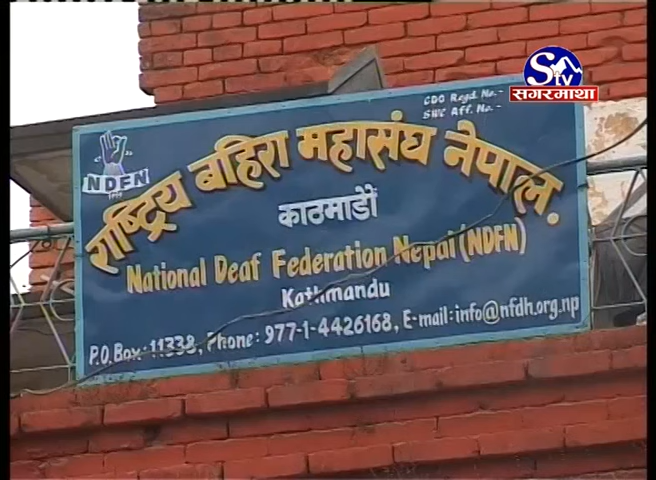 STV
सगरमाथा
CDO Regd. No.-
SWC Aff. No.-
NDFN
राष्ट्रिय बहिरा महासंघ नेपाल.
काठमाडौं
National Deaf Federation Nepal (NDFN)
Kathmandu
P.O.Box:-11338, Phone: 977-1-4426168, E-mail:-info@nfdh.org.np